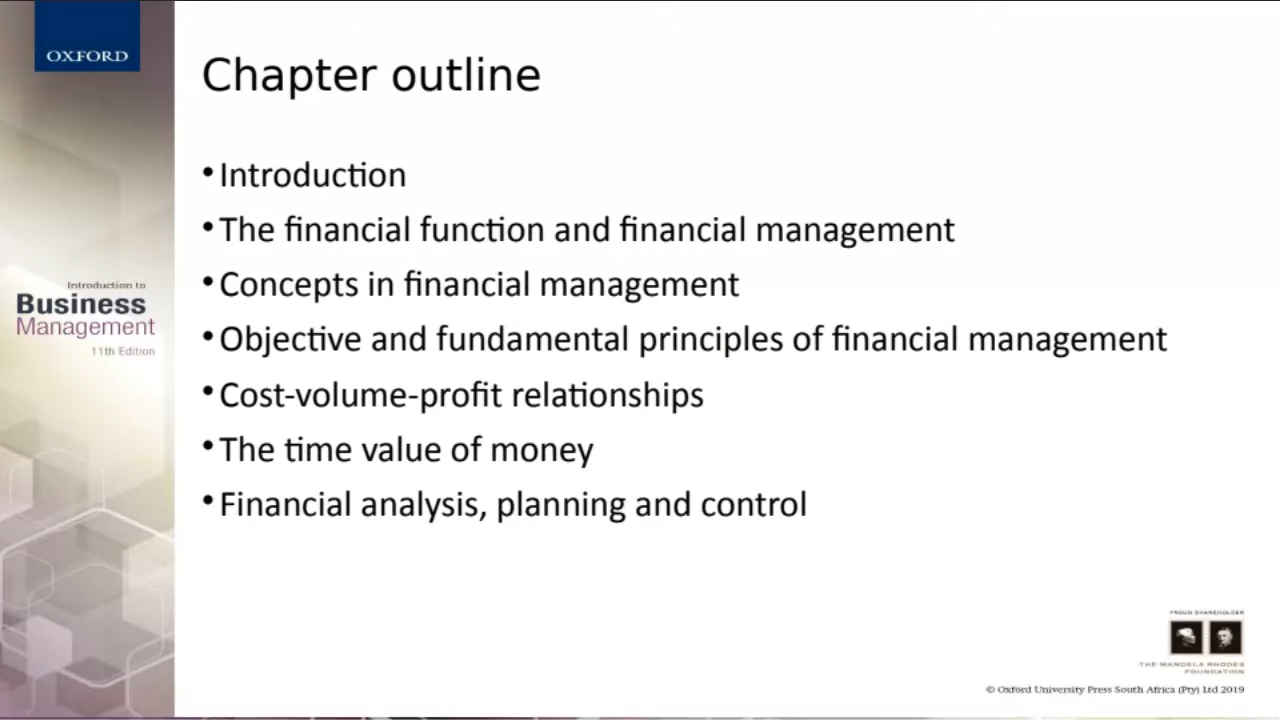 OXFORD
Chapter outline
• Introduction
• The financial function and financial management
• Concepts in financial management
• Objective and fundamental principles of financial management
• Cost-volume-profit relationships
• The time value of money
• Financial analysis, planning and control
Introduction to
Business
Management
11th Edition
PROUD SHAREHOLDER
THE MANDELA RHODES
FOUNDATION
© Oxford University Press South Africa (Pty) Ltd 2019